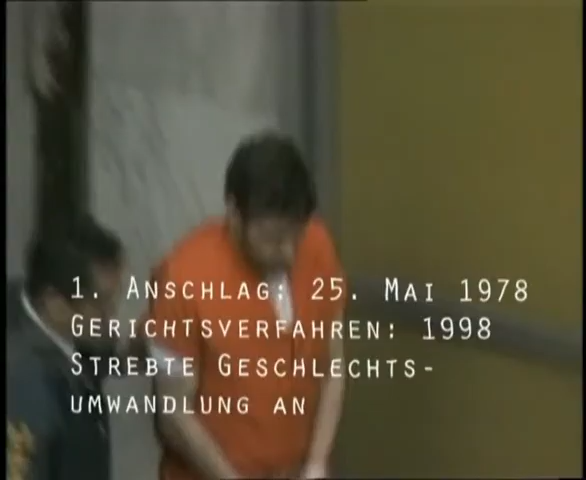 1. Anschlag: 25. Mai 1978
Gerichtsverfahren: 1998
Strebte Geschlechts-
umwandlung an